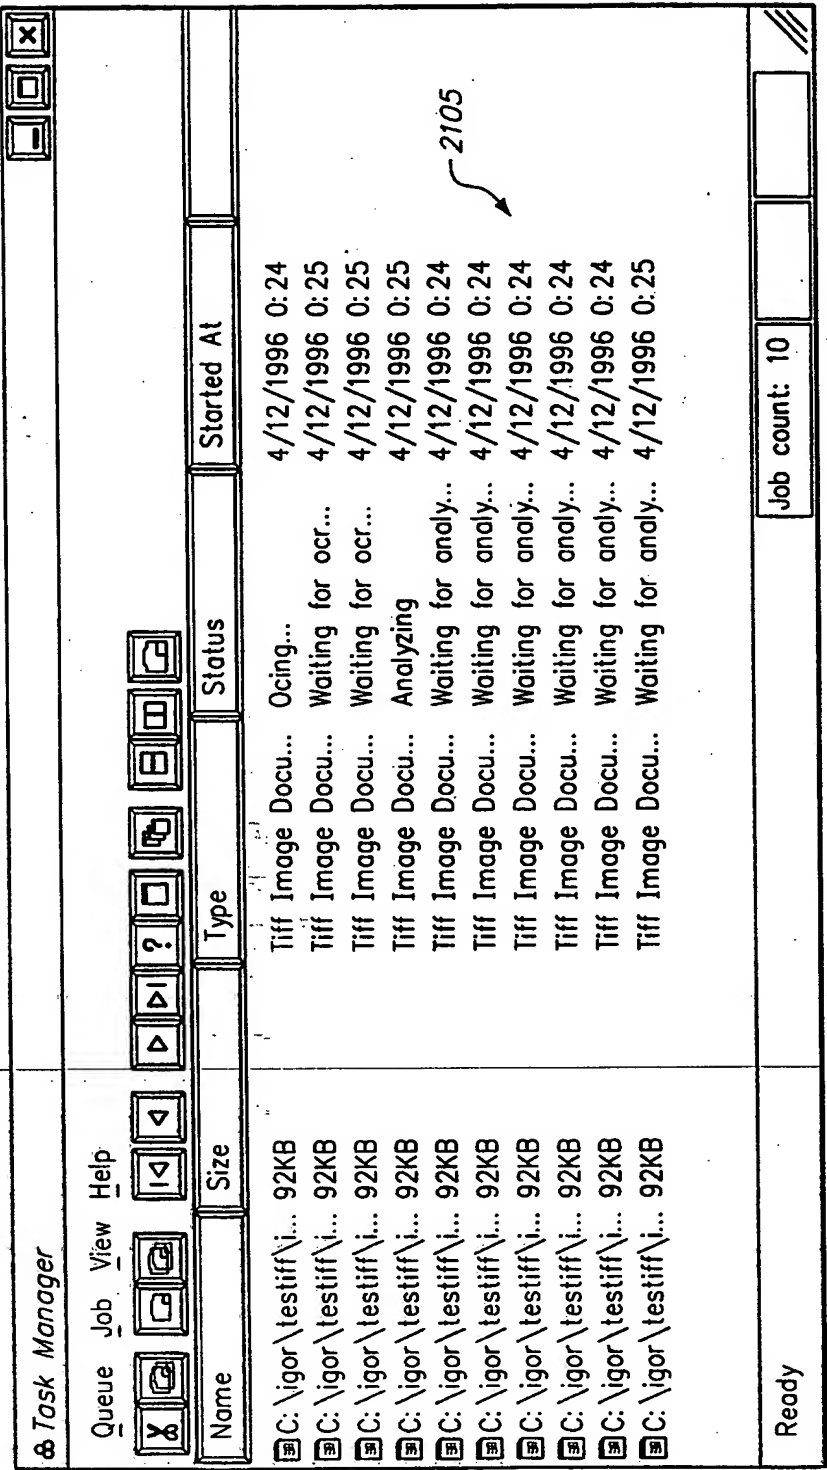 Task Manager
Queue Job View Help
?
Name Size Type Status Started At
C: \igor\testiff\i... 92KB Tiff Image Docu... Ocing... 4/12/1996 0:24
C: \igor\testiff\i... 92KB Tiff Image Docu... Waiting for ocr... 4/12/1996 0:25
C: \igor\testiff\i... 92KB Tiff Image Docu... Waiting for ocr... 4/12/1996 0:25
C: \igor\testiff\i... 92KB Tiff Image Docu... Analyzing 4/12/1996 0:25
C: \igor\testiff\i... 92KB Tiff Image Docu... Waiting for analy... 4/12/1996 0:24
C: \igor\testiff\i... 92KB Tiff Image Docu... Waiting for analy... 4/12/1996 0:24
C: \igor\testiff\i... 92KB Tiff Image Docu... Waiting for analy... 4/12/1996 0:24
C: \igor\testiff\i... 92KB Tiff Image Docu... Waiting for analy... 4/12/1996 0:24
C: \igor\testiff\i... 92KB Tiff Image Docu... Waiting for analy... 4/12/1996 0:24
C: \igor\testiff\i... 92KB Tiff Image Docu... Waiting for analy... 4/12/1996 0:25
2105
Ready Job count: 10